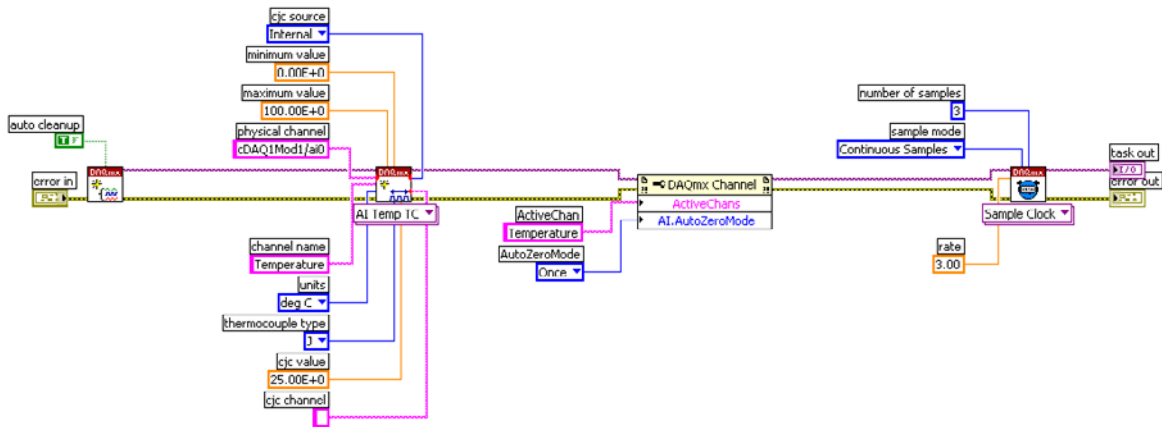 cjc source
Internal
minimum value
0.00E+0
maximum value
100.00E+0
physical channel
cDAQ1Mod1/ai0
auto cleanup
T F
error in
DAQmx
DAQmx
AI Temp TC
channel name
Temperature
units
deg C
thermocouple type
J
cjc value
25.00E+0
cjc channel
DAQmx Channel
ActiveChans
AI.AutoZeroMode
ActiveChan
Temperature
AutoZeroMode
Once
number of samples
3
sample mode
Continuous Samples
DAQmx
Sample Clock
rate
3.00
task out
I/O
error out